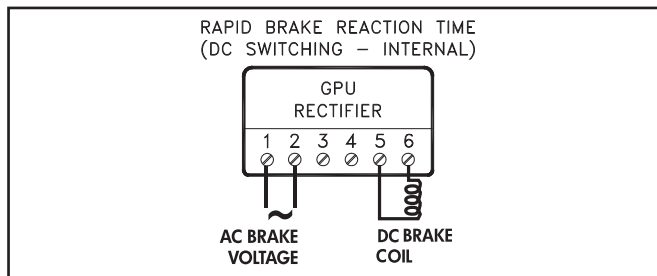 RAPID BRAKE REACTION TIME
(DC SWITCHING – INTERNAL)
GPU
RECTIFIER
1 2 3 4 5 6
~
AC BRAKE
VOLTAGE
DC BRAKE
COIL